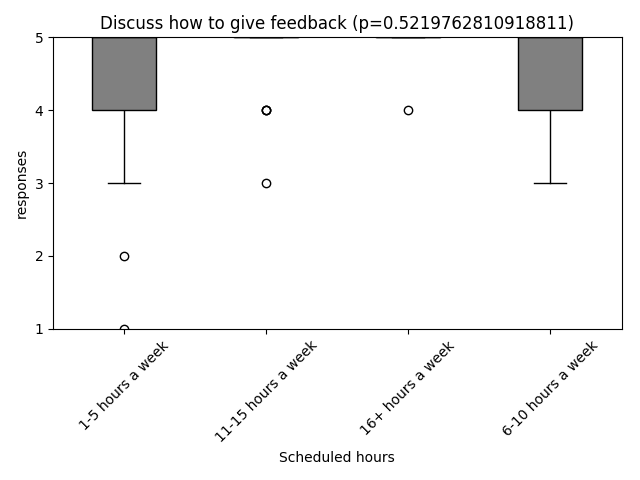 Discuss how to give feedback (p=0.5219762810918811)
5
4
3
2
1
responses
1-5 hours a week
11-15 hours a week
16+ hours a week
6-10 hours a week
Scheduled hours